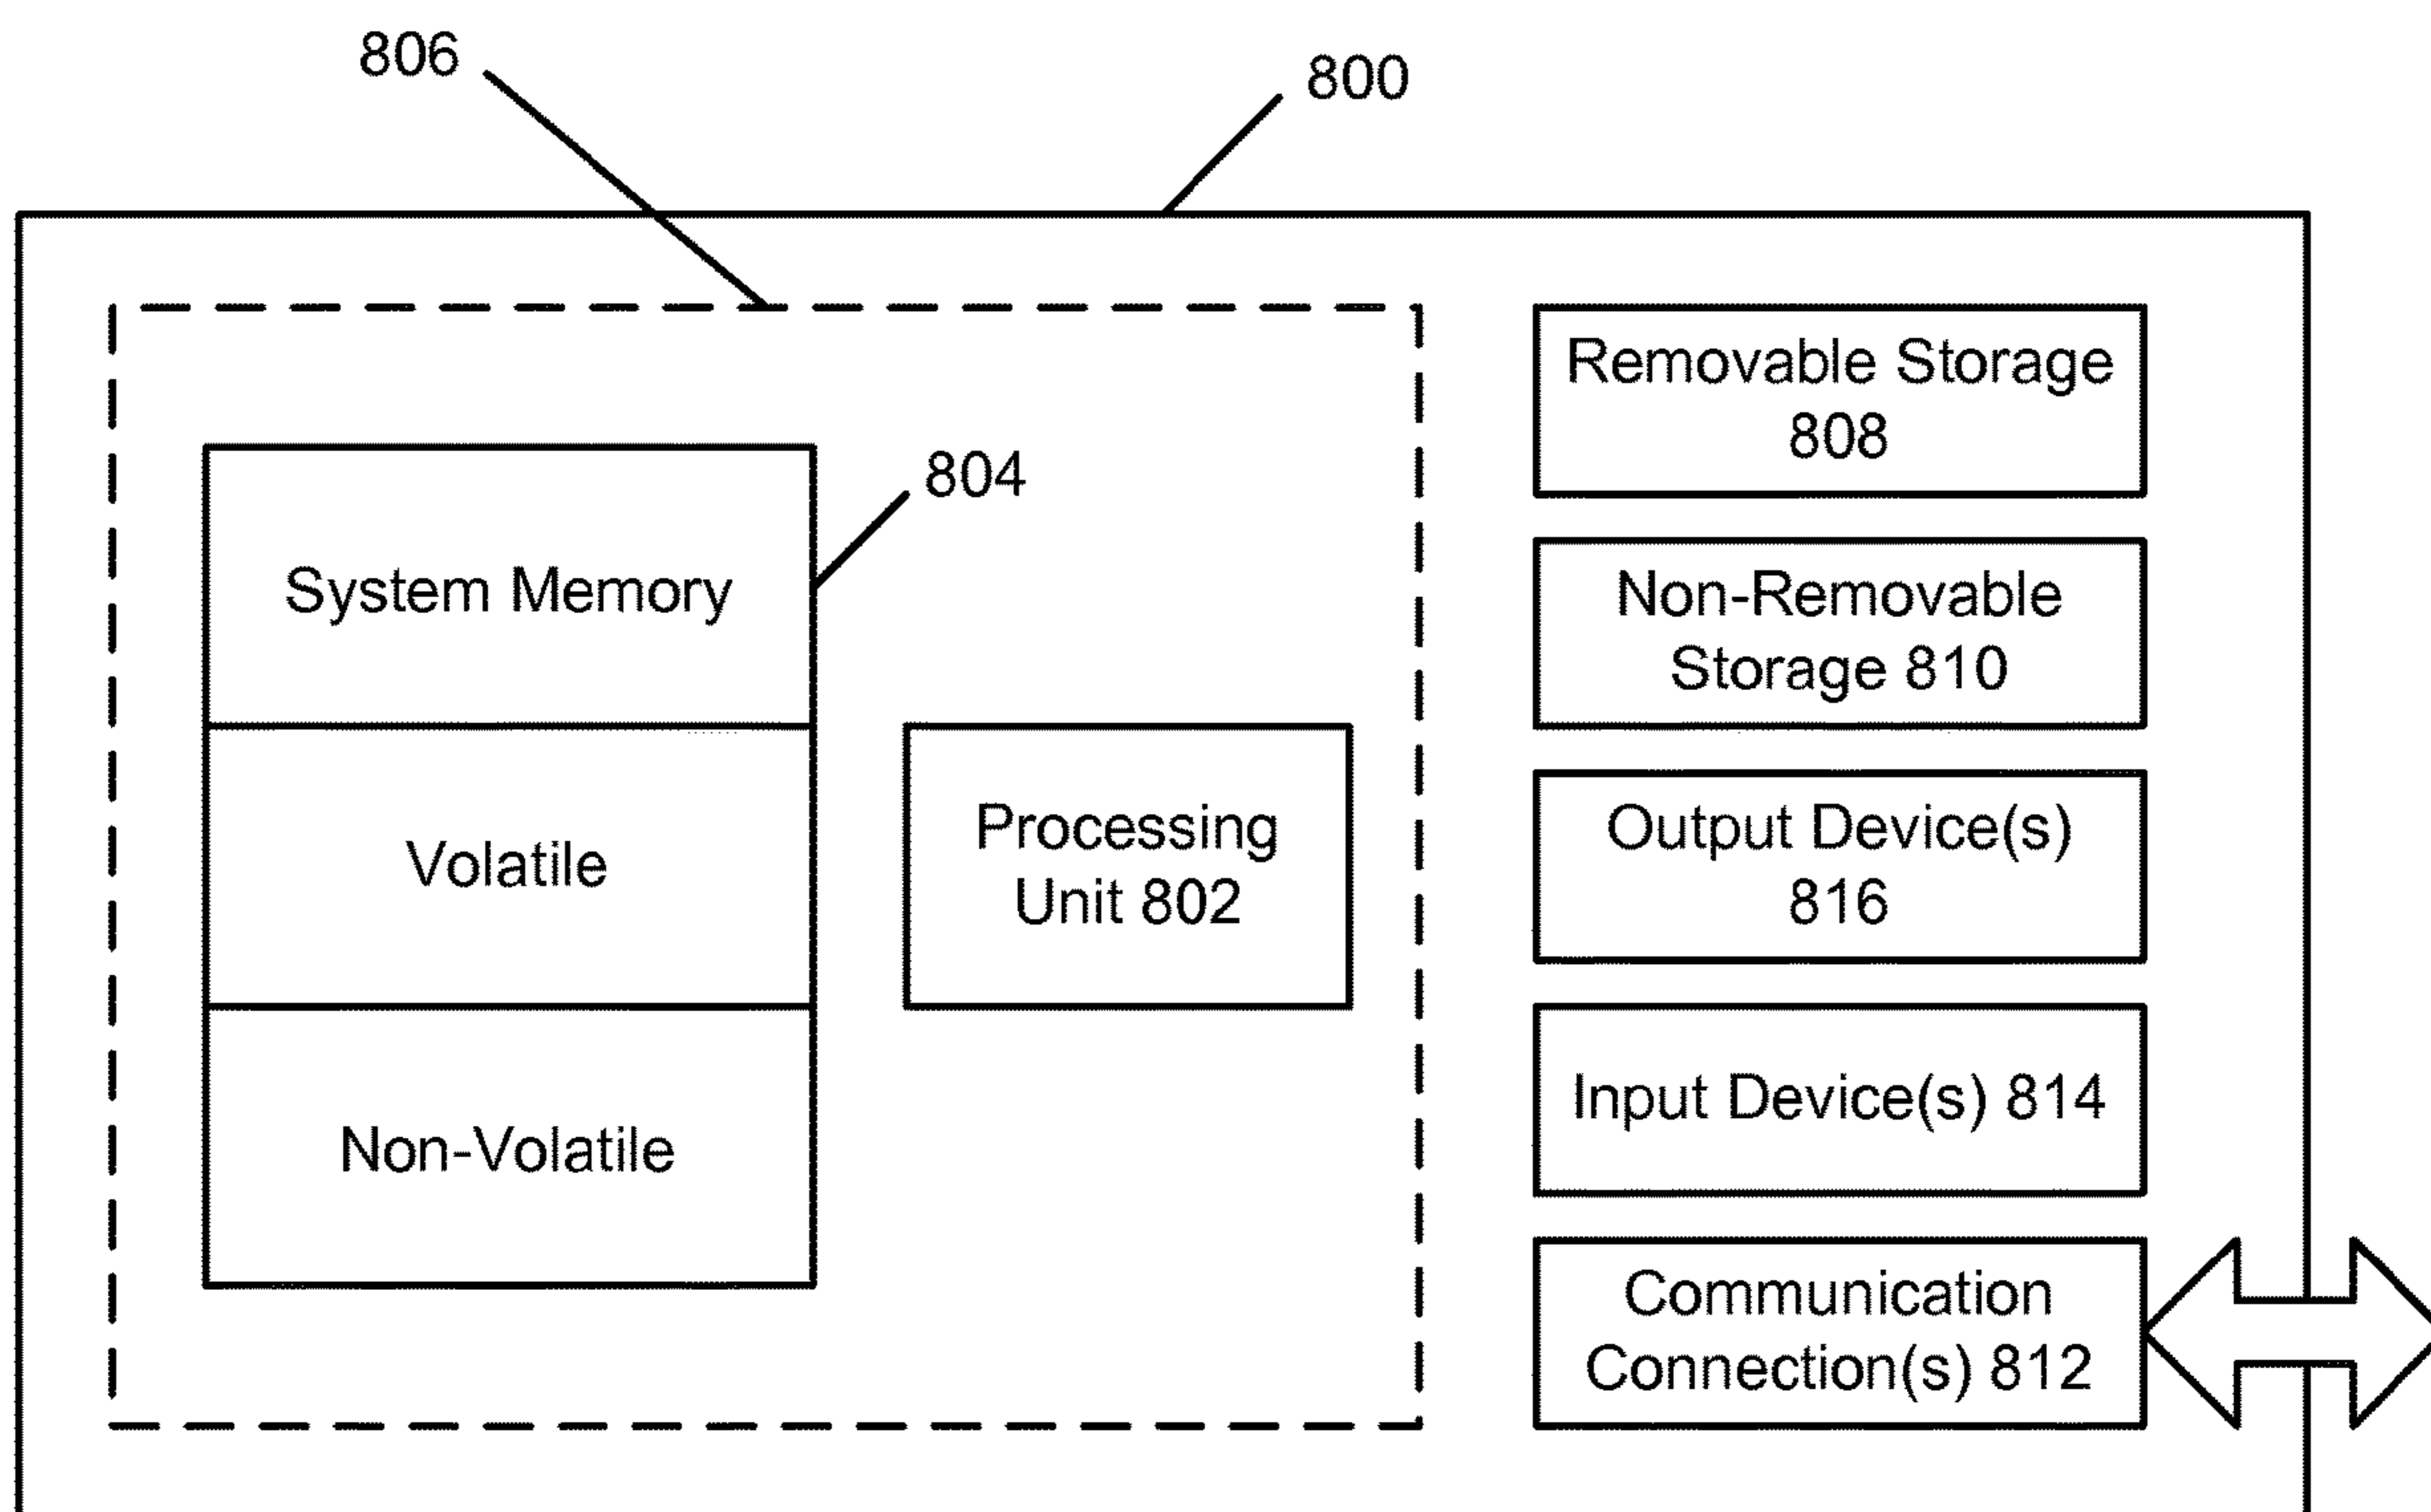 806
800
804
System Memory
Volatile
Non-Volatile
Processing
Unit 802
Removable Storage
808
Non-Removable
Storage 810
Output Device(s)
816
Input Device(s) 814
Communication
Connection(s) 812